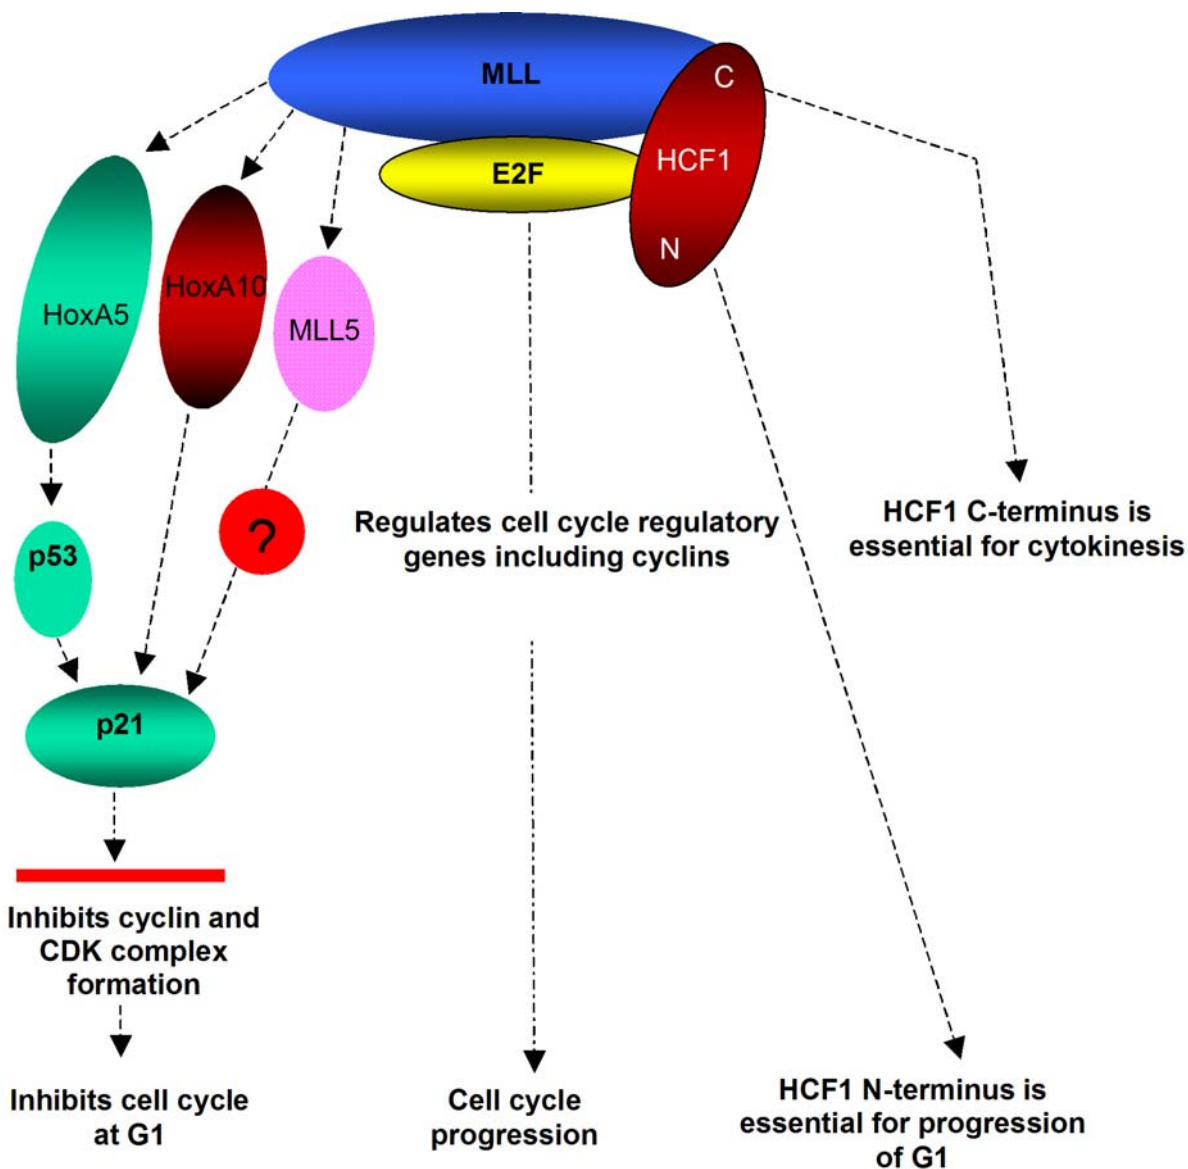 MLL
C
HCF1
E2F
N
HoxA5
HoxA10
MLL5
?
p53
p21
Regulates cell cycle regulatory
genes including cyclins
HCF1 C-terminus is
essential for cytokinesis
Inhibits cyclin and
CDK complex
formation
Inhibits cell cycle
at G1
Cell cycle
progression
HCF1 N-terminus is
essential for progression
of G1